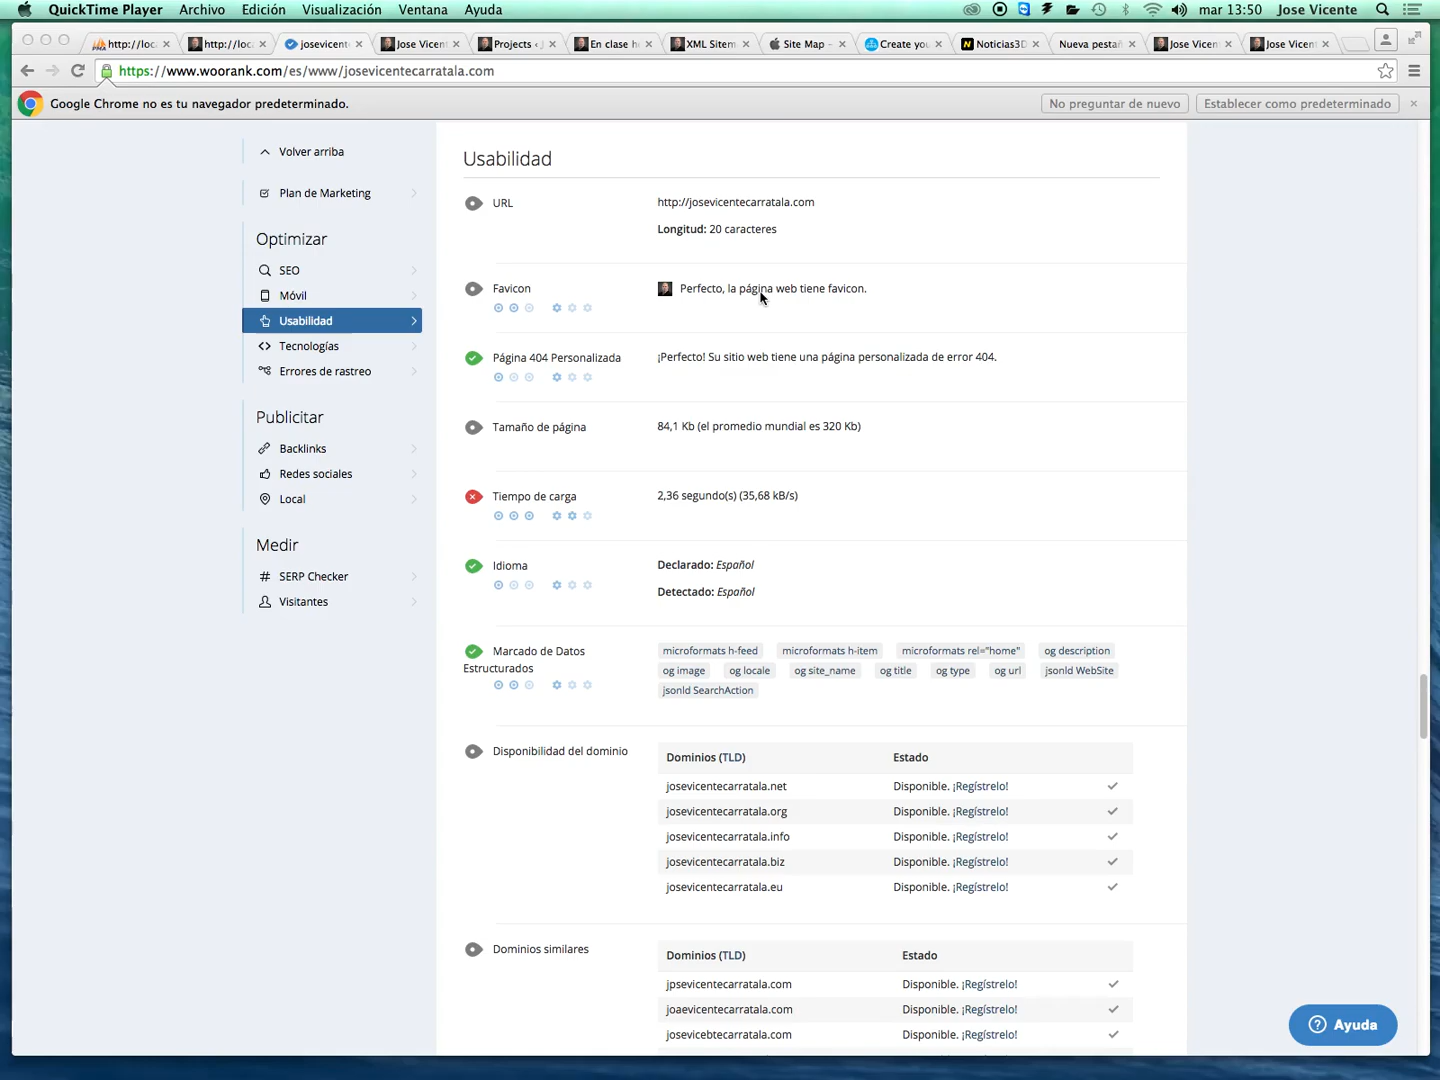 QuickTime Player Archivo Edición Visualización Ventana Ayuda mar 13:50 Jose Vicente
http://loc http://loc josevicent Jose Vicen Projects ‹ J En clase h XML Sitem Site Map – Create you Noticias3D Nueva pesta Jose Vicen Jose Vicen
https://www.woorank.com/es/www/josevicentecarratala.com
Google Chrome no es tu navegador predeterminado. No preguntar de nuevo Establecer como predeterminado
Volver arriba
Plan de Marketing
Optimizar
SEO
Móvil
Usabilidad
Tecnologías
Errores de rastreo
Publicitar
Backlinks
Redes sociales
Local
Medir
SERP Checker
Visitantes
Usabilidad
URL http://josevicentecarratala.com
Longitud: 20 caracteres
Favicon Perfecto, la página web tiene favicon.
Página 404 Personalizada ¡Perfecto! Su sitio web tiene una página personalizada de error 404.
Tamaño de página 84,1 Kb (el promedio mundial es 320 Kb)
Tiempo de carga 2,36 segundo(s) (35,68 kB/s)
Idioma Declarado: Español
Detectado: Español
Marcado de Datos Estructurados
microformats h-feed microformats h-item microformats rel="home" og description
og image og locale og site_name og title og type og url jsonld WebSite
jsonld SearchAction
Disponibilidad del dominio Dominios (TLD) Estado
josevicentecarratala.net Disponible. ¡Regístrelo!
josevicentecarratala.org Disponible. ¡Regístrelo!
josevicentecarratala.info Disponible. ¡Regístrelo!
josevicentecarratala.biz Disponible. ¡Regístrelo!
josevicentecarratala.eu Disponible. ¡Regístrelo!
Dominios similares Dominios (TLD) Estado
jpsevicentecarratala.com Disponible. ¡Regístrelo!
joaevicentecarratala.com Disponible. ¡Regístrelo!
josevicebtecarratala.com Disponible. ¡Regístrelo!
Ayuda